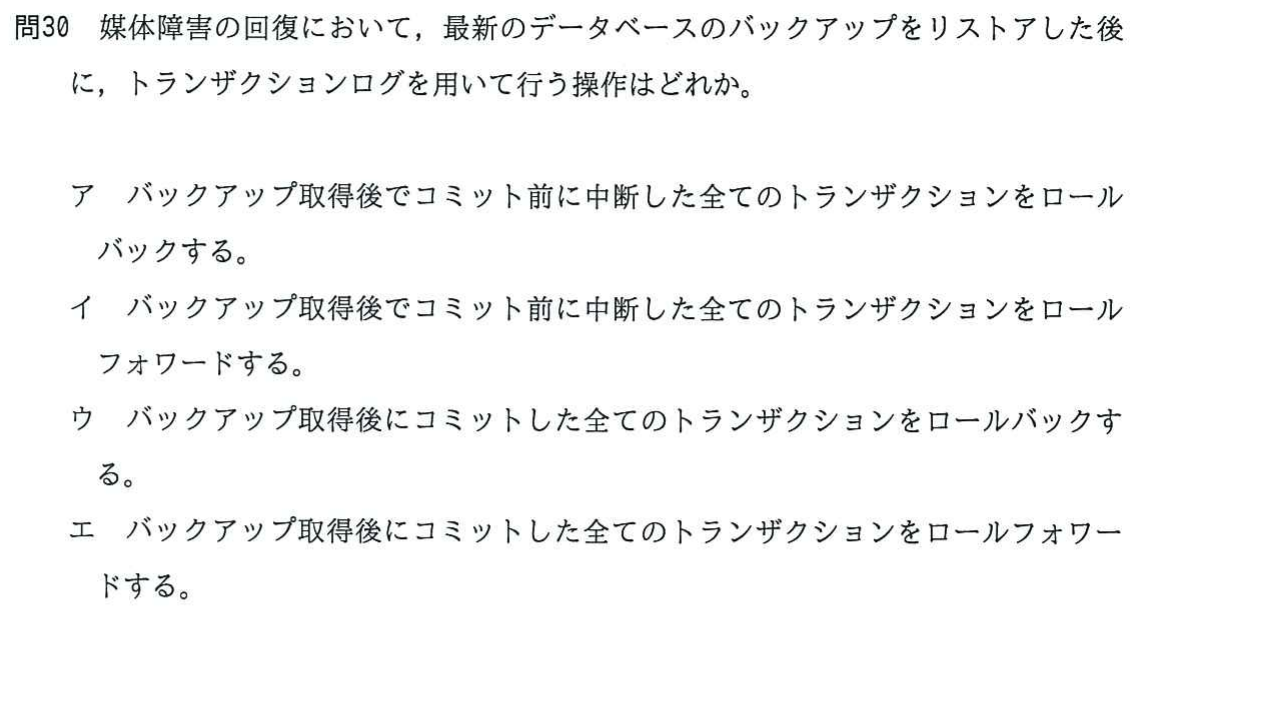 問30　媒体障害の回復において，最新のデータベースのバックアップをリストアした後
に，トランザクションログを用いて行う操作はどれか。
ア　バックアップ取得後でコミット前に中断した全てのトランザクションをロール
バックする。
イ　バックアップ取得後でコミット前に中断した全てのトランザクションをロール
フォワードする。
ウ　バックアップ取得後にコミットした全てのトランザクションをロールバックす
る。
エ　バックアップ取得後にコミットした全てのトランザクションをロールフォワー
ドする。